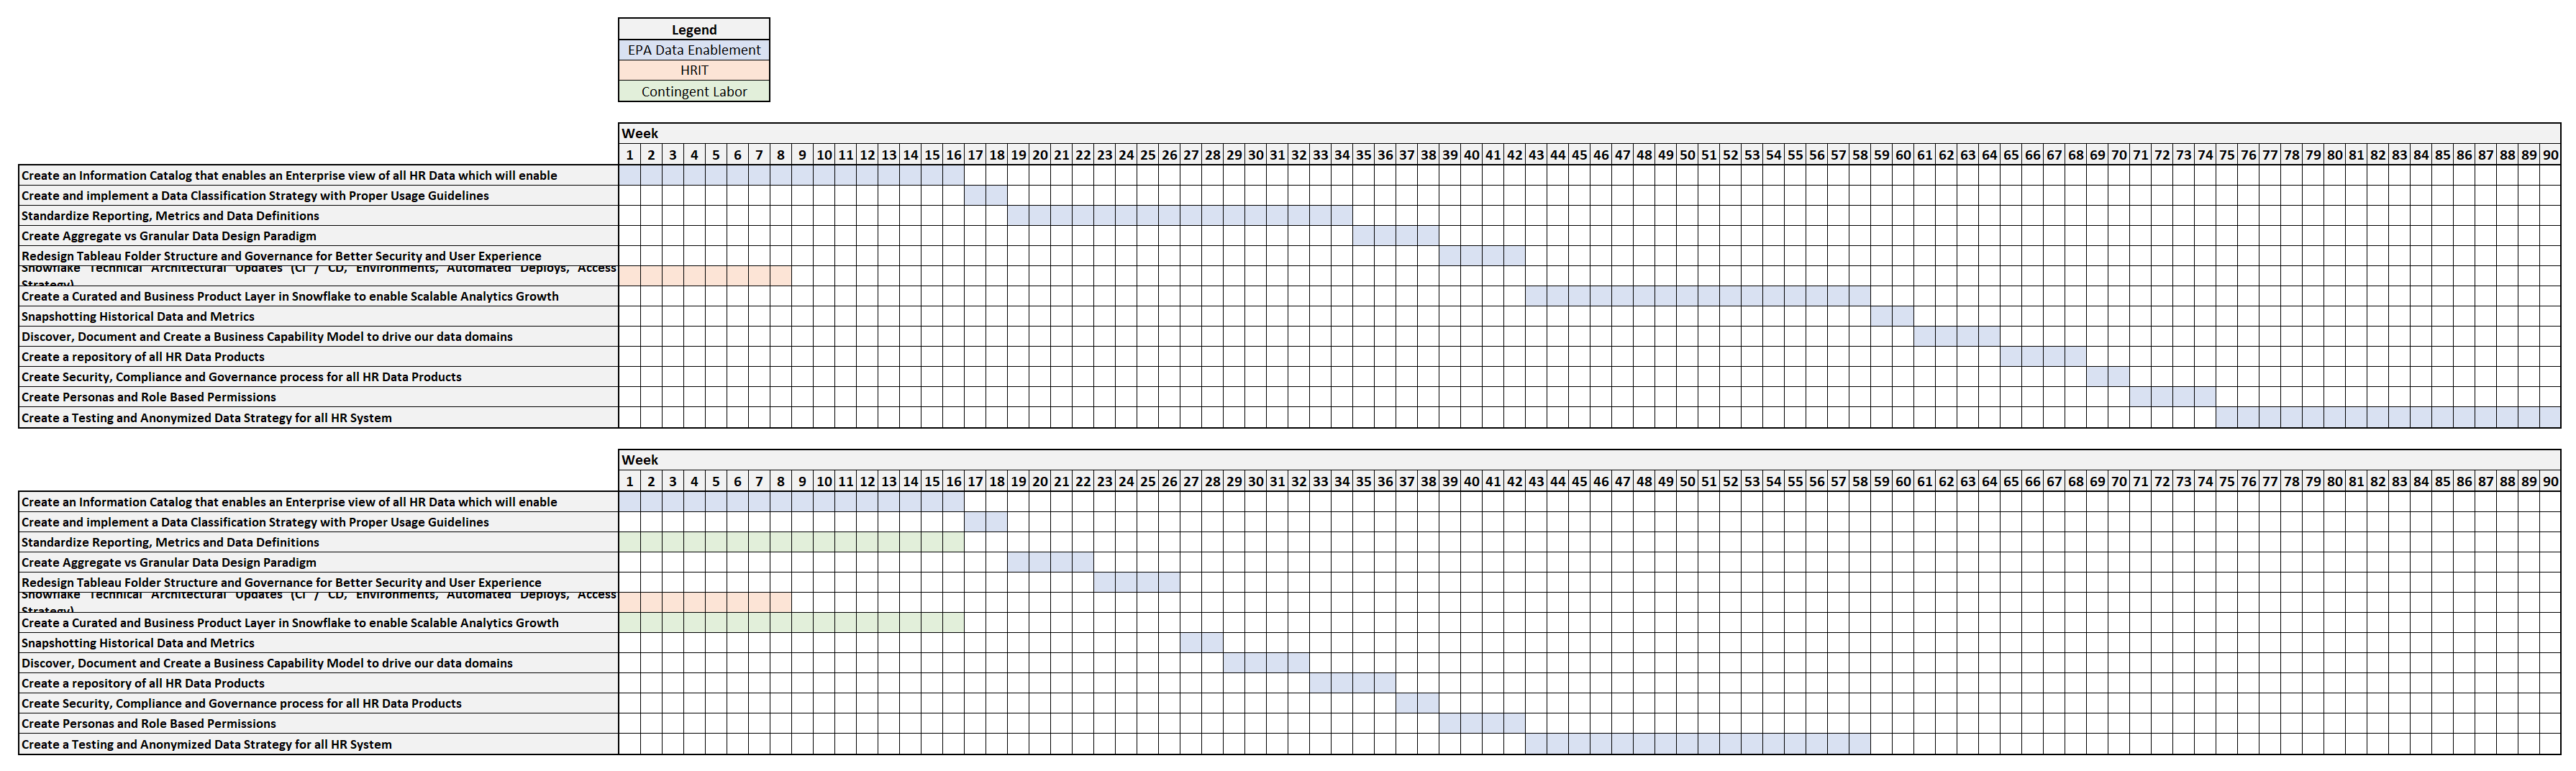 Legend
EPA Data Enablement
HRIT
Contingent Labor
Week
1 2 3 4 5 6 7 8 9 10 11 12 13 14 15 16 17 18 19 20 21 22 23 24 25 26 27 28 29 30 31 32 33 34 35 36 37 38 39 40 41 42 43 44 45 46 47 48 49 50 51 52 53 54 55 56 57 58 59 60 61 62 63 64 65 66 67 68 69 70 71 72 73 74 75 76 77 78 79 80 81 82 83 84 85 86 87 88 89 90
Create an Information Catalog that enables an Enterprise view of all HR Data which will enable
Create and implement a Data Classification Strategy with Proper Usage Guidelines
Standardize Reporting, Metrics and Data Definitions
Create Aggregate vs Granular Data Design Paradigm
Redesign Tableau Folder Structure and Governance for Better Security and User Experience
Snowflake Technical Architectural Updates (CI / CD, Environments, Automated Deploys, Access
Strategy)
Create a Curated and Business Product Layer in Snowflake to enable Scalable Analytics Growth
Snapshotting Historical Data and Metrics
Discover, Document and Create a Business Capability Model to drive our data domains
Create a repository of all HR Data Products
Create Security, Compliance and Governance process for all HR Data Products
Create Personas and Role Based Permissions
Create a Testing and Anonymized Data Strategy for all HR System
Week
1 2 3 4 5 6 7 8 9 10 11 12 13 14 15 16 17 18 19 20 21 22 23 24 25 26 27 28 29 30 31 32 33 34 35 36 37 38 39 40 41 42 43 44 45 46 47 48 49 50 51 52 53 54 55 56 57 58 59 60 61 62 63 64 65 66 67 68 69 70 71 72 73 74 75 76 77 78 79 80 81 82 83 84 85 86 87 88 89 90
Create an Information Catalog that enables an Enterprise view of all HR Data which will enable
Create and implement a Data Classification Strategy with Proper Usage Guidelines
Standardize Reporting, Metrics and Data Definitions
Create Aggregate vs Granular Data Design Paradigm
Redesign Tableau Folder Structure and Governance for Better Security and User Experience
Snowflake Technical Architectural Updates (CI / CD, Environments, Automated Deploys, Access
Strategy)
Create a Curated and Business Product Layer in Snowflake to enable Scalable Analytics Growth
Snapshotting Historical Data and Metrics
Discover, Document and Create a Business Capability Model to drive our data domains
Create a repository of all HR Data Products
Create Security, Compliance and Governance process for all HR Data Products
Create Personas and Role Based Permissions
Create a Testing and Anonymized Data Strategy for all HR System